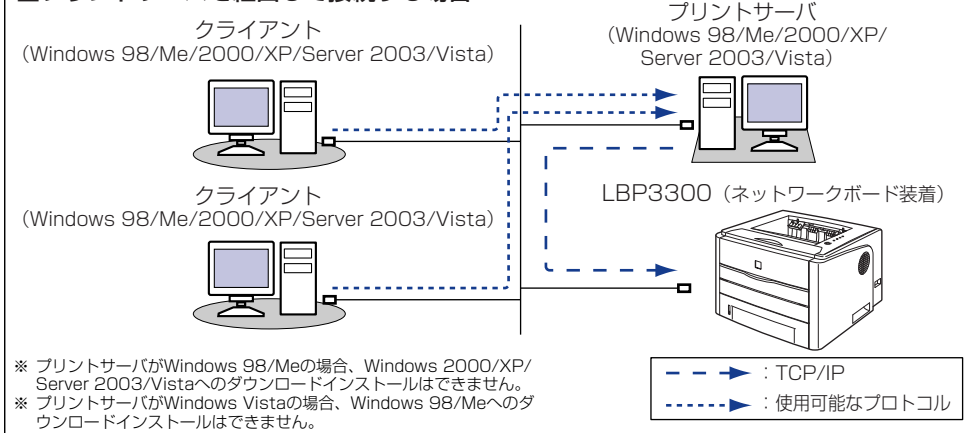 クライアント
(Windows 98/Me/2000/XP/Server 2003/Vista)
プリントサーバ
(Windows 98/Me/2000/XP/
Server 2003/Vista)
クライアント
(Windows 98/Me/2000/XP/Server 2003/Vista)
LBP3300（ネットワークボード装着）
※ プリントサーバがWindows 98/Meの場合、Windows 2000/XP/
Server 2003/Vistaへのダウンロードインストールはできません。
※ プリントサーバがWindows Vistaの場合、Windows 98/Meへのダ
ウンロードインストールはできません。
：TCP/IP
：使用可能なプロトコル